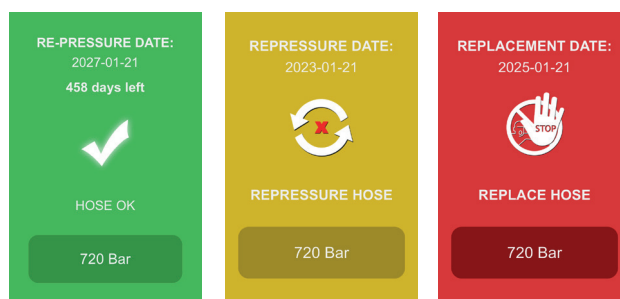 RE-PRESSURE DATE:
2027-01-21
458 days left
HOSE OK
720 Bar
REPRESSURE DATE:
2023-01-21
X
REPRESSURE HOSE
720 Bar
REPLACEMENT DATE:
2025-01-21
STOP
REPLACE HOSE
720 Bar